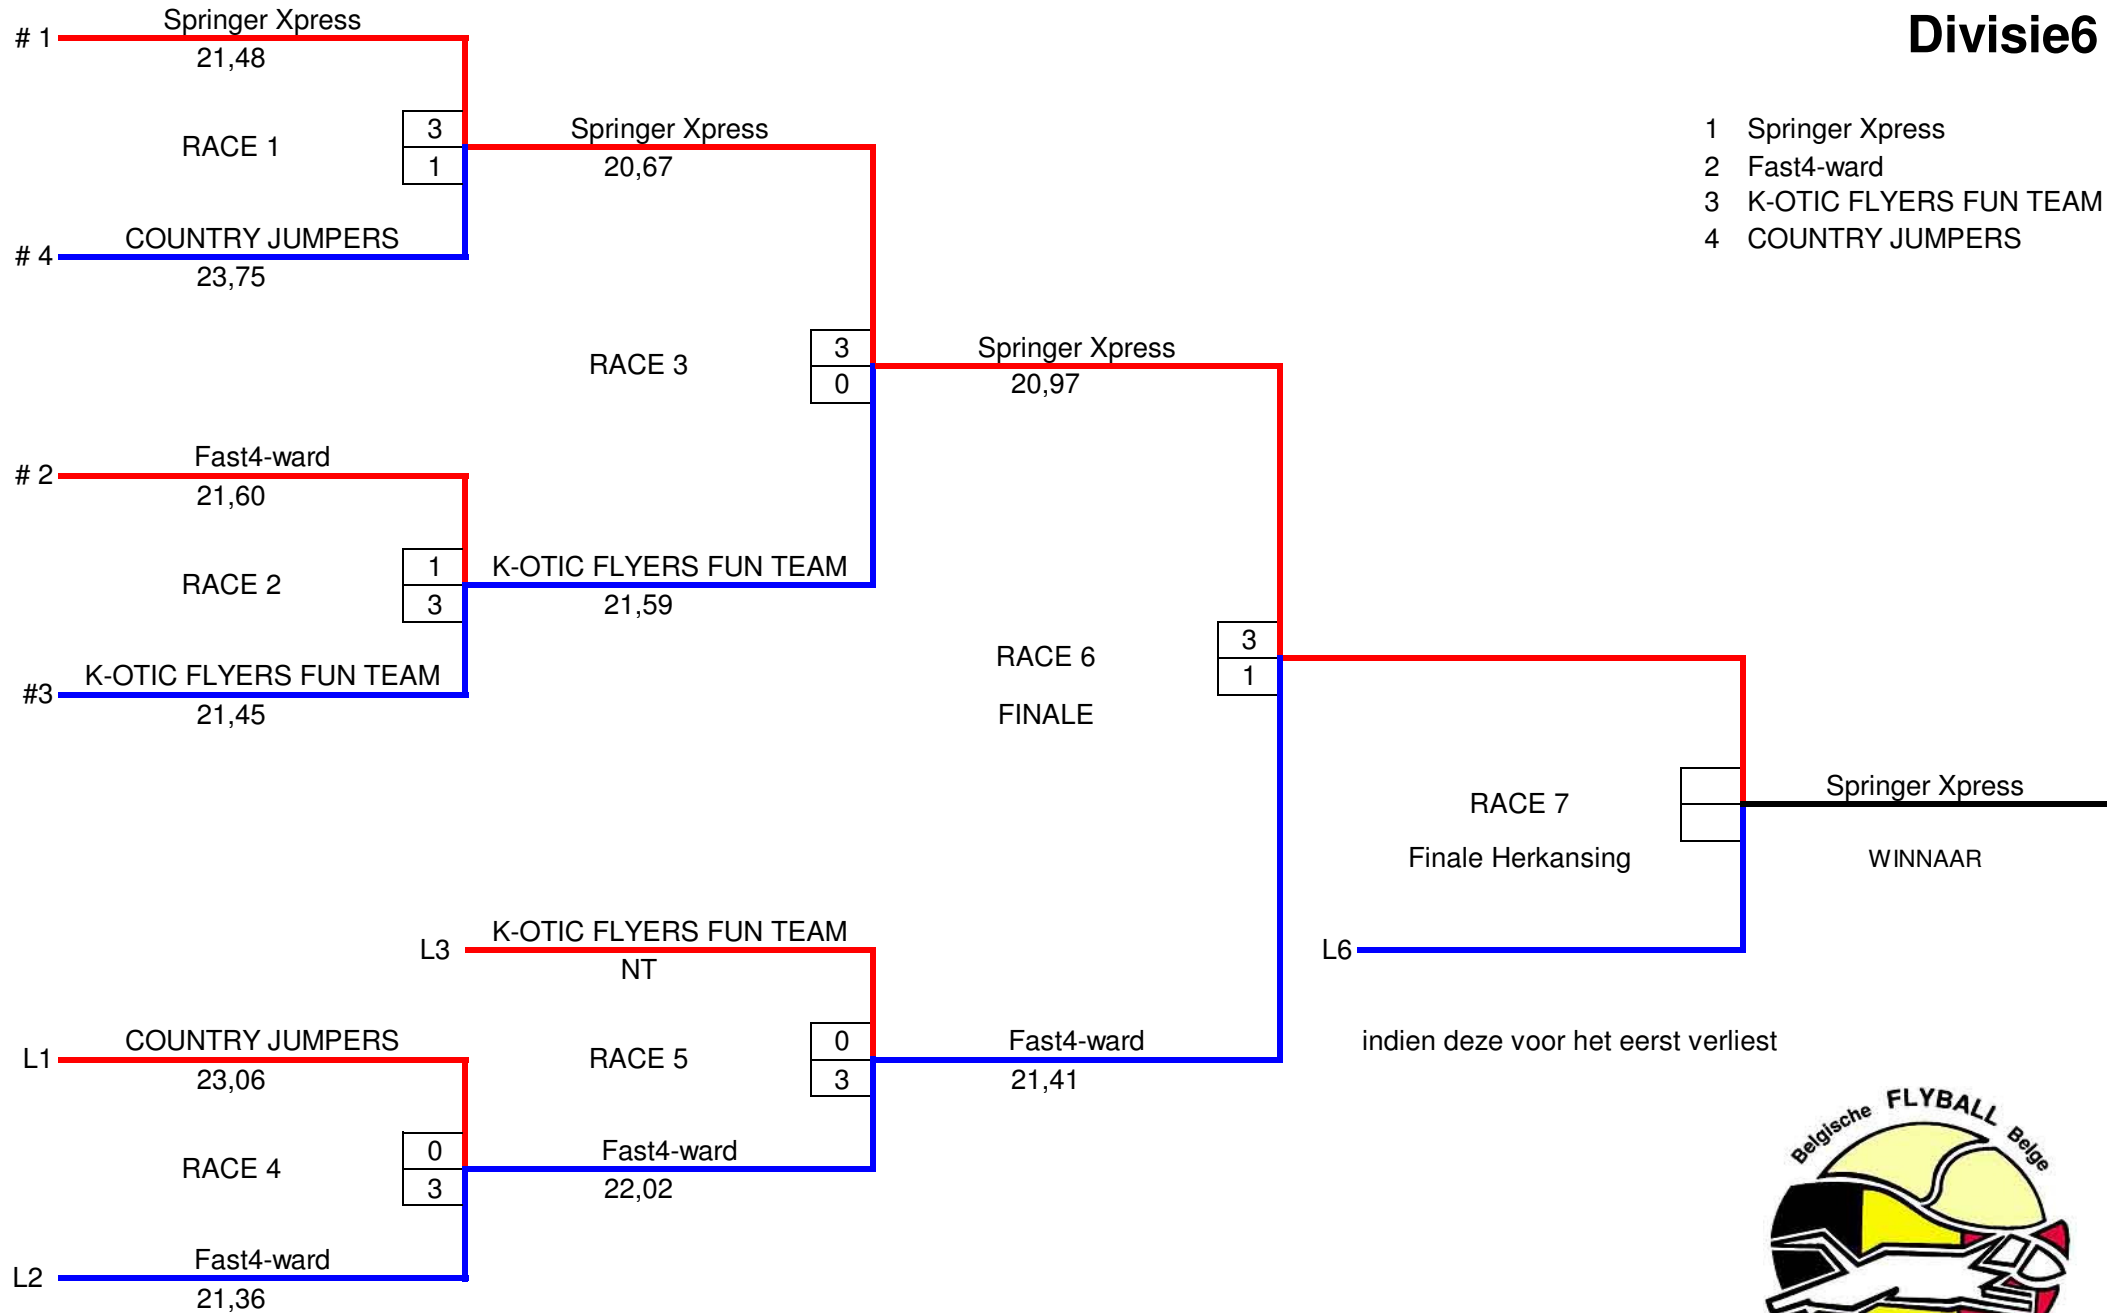 Divisie6
1 Springer Xpress
2 Fast4-ward
3 K-OTIC FLYERS FUN TEAM
4 COUNTRY JUMPERS
# 1
Springer Xpress
21,48
RACE 1
3
1
# 4
COUNTRY JUMPERS
23,75
Springer Xpress
20,67
RACE 3
3
0
# 2
Fast4-ward
21,60
RACE 2
1
3
K-OTIC FLYERS FUN TEAM
21,59
#3
K-OTIC FLYERS FUN TEAM
21,45
Springer Xpress
20,97
RACE 6
3
1
FINALE
RACE 7
Finale Herkansing
Springer Xpress
WINNAAR
L3
K-OTIC FLYERS FUN TEAM
NT
L6
L1
COUNTRY JUMPERS
23,06
RACE 5
0
3
Fast4-ward
21,41
indien deze voor het eerst verliest
RACE 4
0
3
Fast4-ward
22,02
L2
Fast4-ward
21,36
Belgische FLYBALL Belge